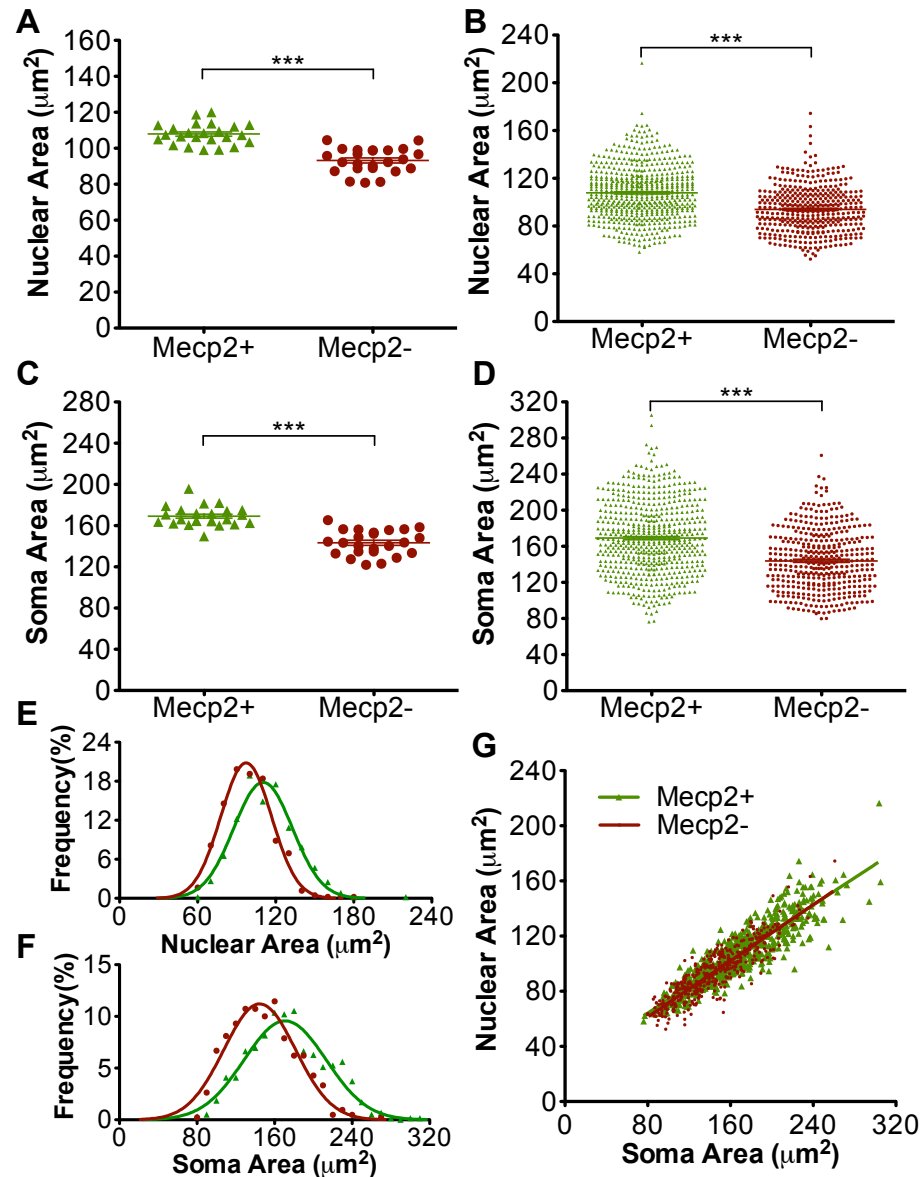 A
Nuclear Area (μm²)
160
140
120
100
80
60
40
20
0
***
Mecp2+ Mecp2-
B
Nuclear Area (μm²)
240
200
160
120
80
40
0
***
Mecp2+ Mecp2-
C
Soma Area (μm²)
280
240
200
160
120
80
40
0
***
Mecp2+ Mecp2-
D
Soma Area (μm²)
320
280
240
200
160
120
80
40
0
***
Mecp2+ Mecp2-
E
Frequency(%)
24
18
12
6
0
0 60 120 180 240
Nuclear Area (μm²)
F
Frequency(%)
15
10
5
0
0 80 160 240 320
Soma Area (μm²)
G
Nuclear Area (μm²)
240
200
160
120
80
40
0
Mecp2+
Mecp2-
0 80 160 240 320
Soma Area (μm²)